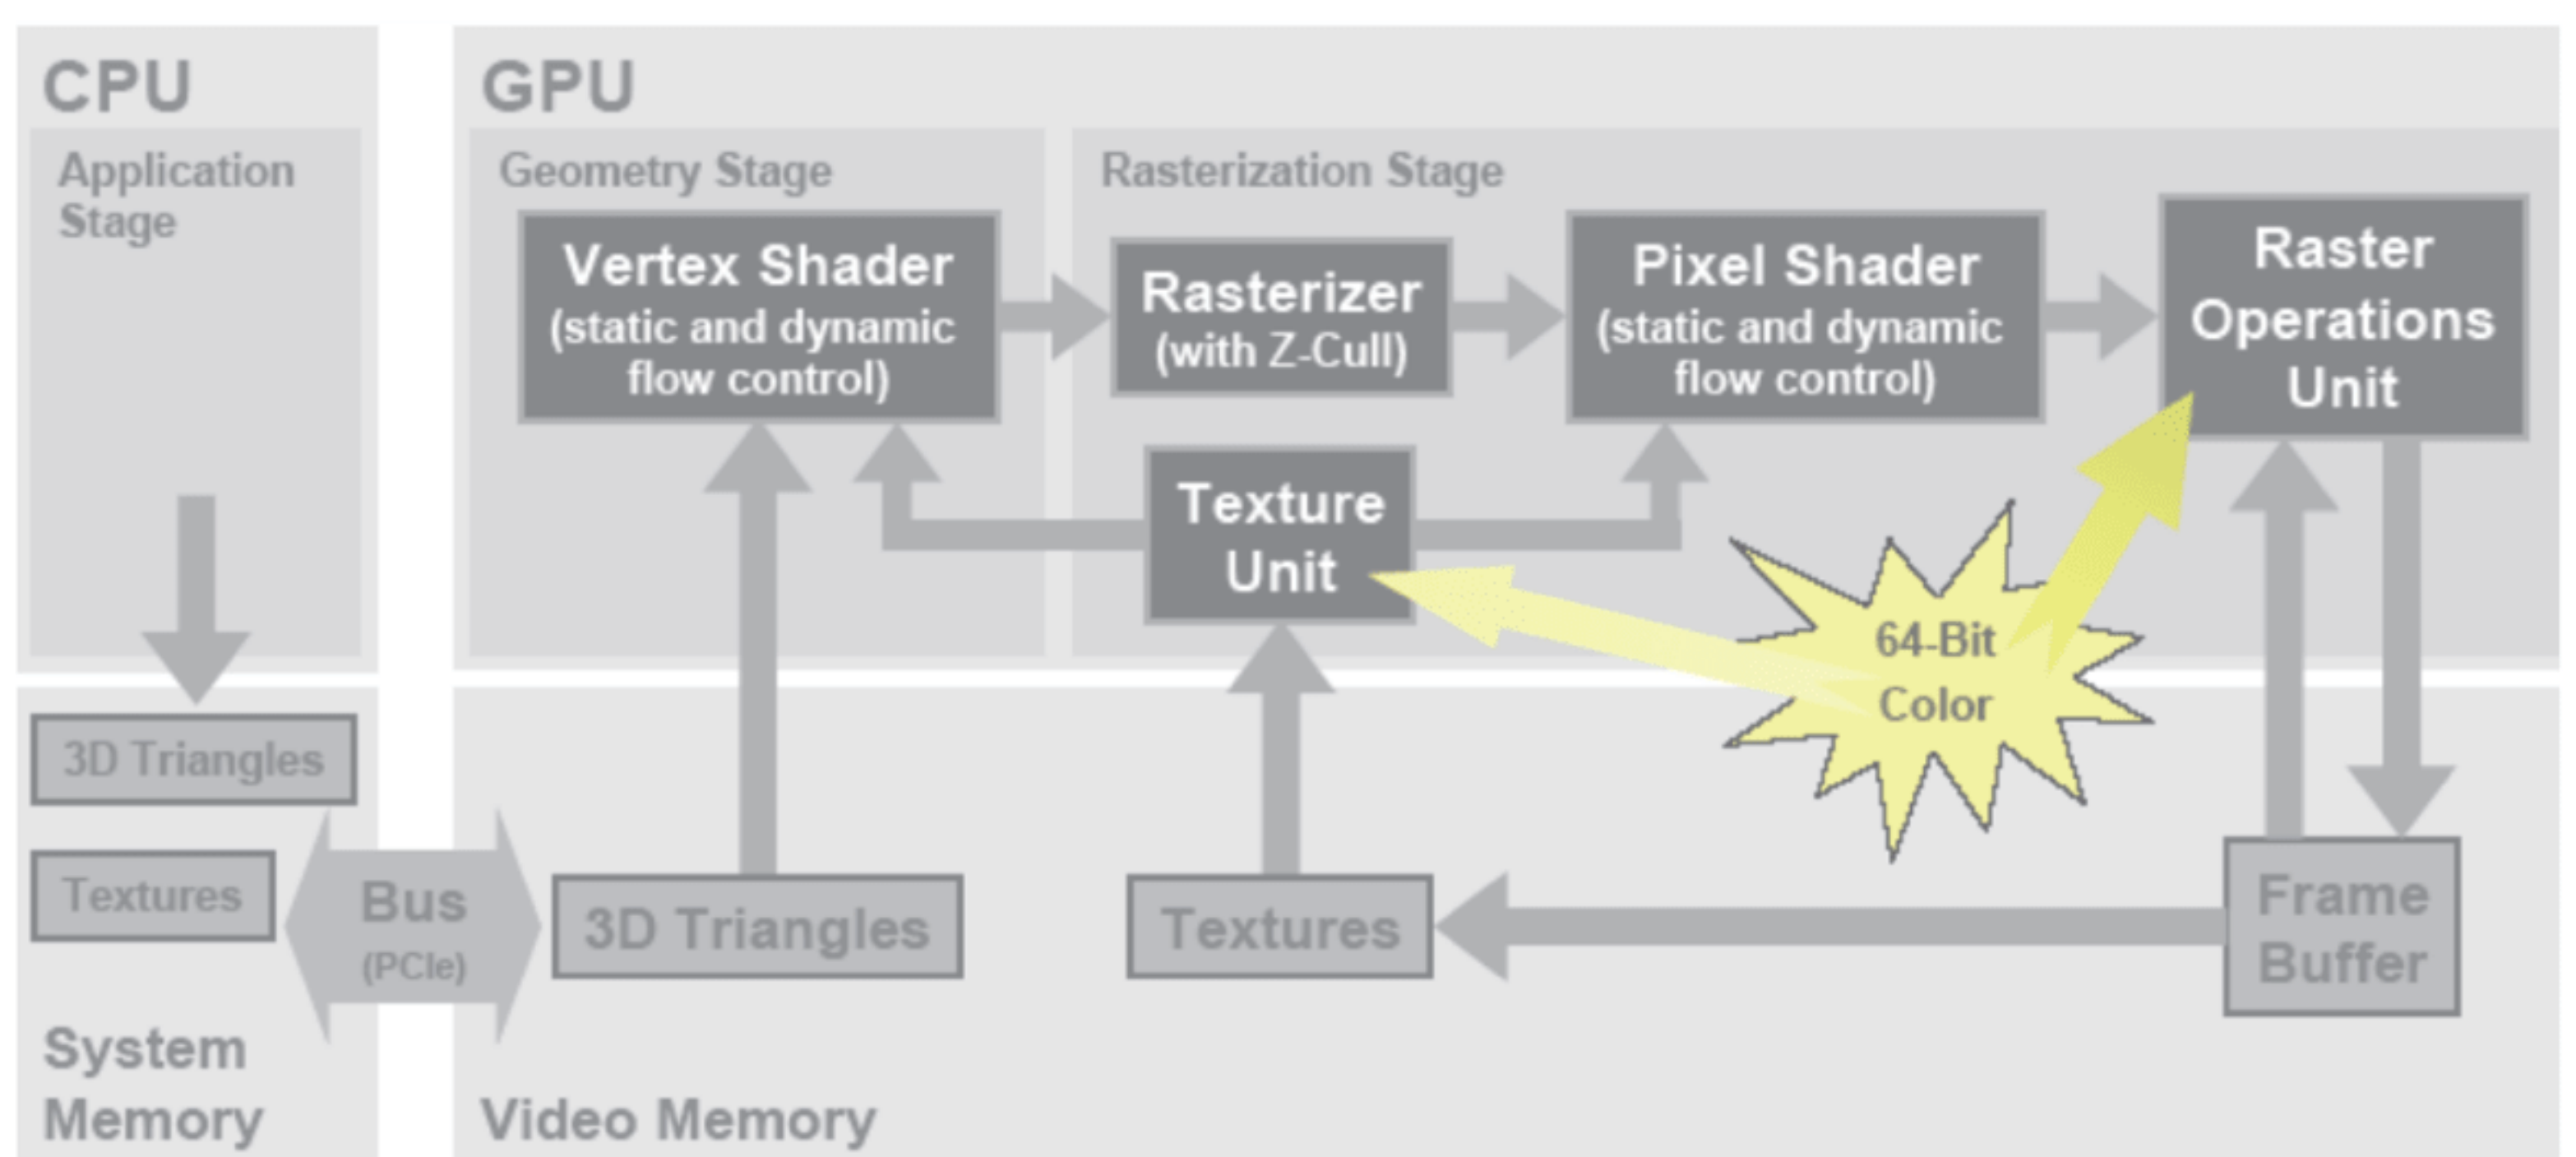 CPU
Application
Stage
GPU
Geometry Stage
Vertex Shader
(static and dynamic
flow control)
Rasterization Stage
Rasterizer
(with Z-Cull)
Pixel Shader
(static and dynamic
flow control)
Raster
Operations
Unit
Texture
Unit
64-Bit
Color
3D Triangles
Textures
Bus
(PCIe)
System
Memory
3D Triangles
Textures
Frame
Buffer
Video Memory